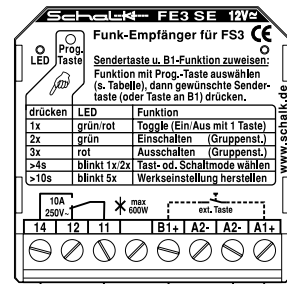 Schalk FE3 SE 12V≂
Funk-Empfänger für FS3 CE
LED
Prog.
Taste
Sendertaste u. B1-Funktion zuweisen:
Funktion mit Prog.-Taste auswählen
(s. Tabelle), dann gewünschte Sender-
taste (oder Taste an B1) drücken.
drücken LED Funktion
1x grün/rot Toggle (Ein/Aus mit 1 Taste)
2x grün Einschalten (Gruppenst.)
3x rot Ausschalten (Gruppenst.)
>4s blinkt 1x/2x Tast- od. Schaltmode wählen
>10s blinkt 5x Werkseinstellung herstellen
www.schalk.de
10A
250V~
max
600W
ext. Taste
14 12 11 B1+ A2- A2- A1+